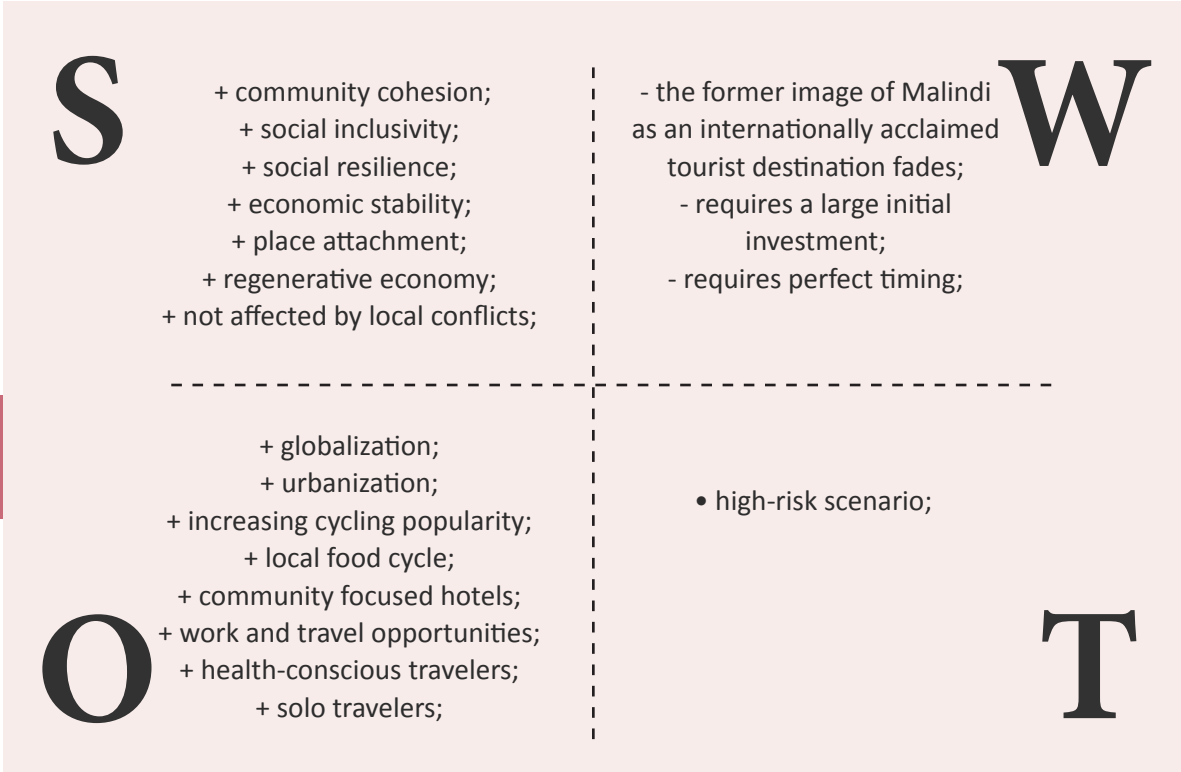 S
+ community cohesion;
+ social inclusivity;
+ social resilience;
+ economic stability;
+ place attachment;
+ regenerative economy;
+ not affected by local conflicts;
W
- the former image of Malindi
as an internationally acclaimed
tourist destination fades;
- requires a large initial
investment;
- requires perfect timing;
O
+ globalization;
+ urbanization;
+ increasing cycling popularity;
+ local food cycle;
+ community focused hotels;
+ work and travel opportunities;
+ health-conscious travelers;
+ solo travelers;
T
• high-risk scenario;